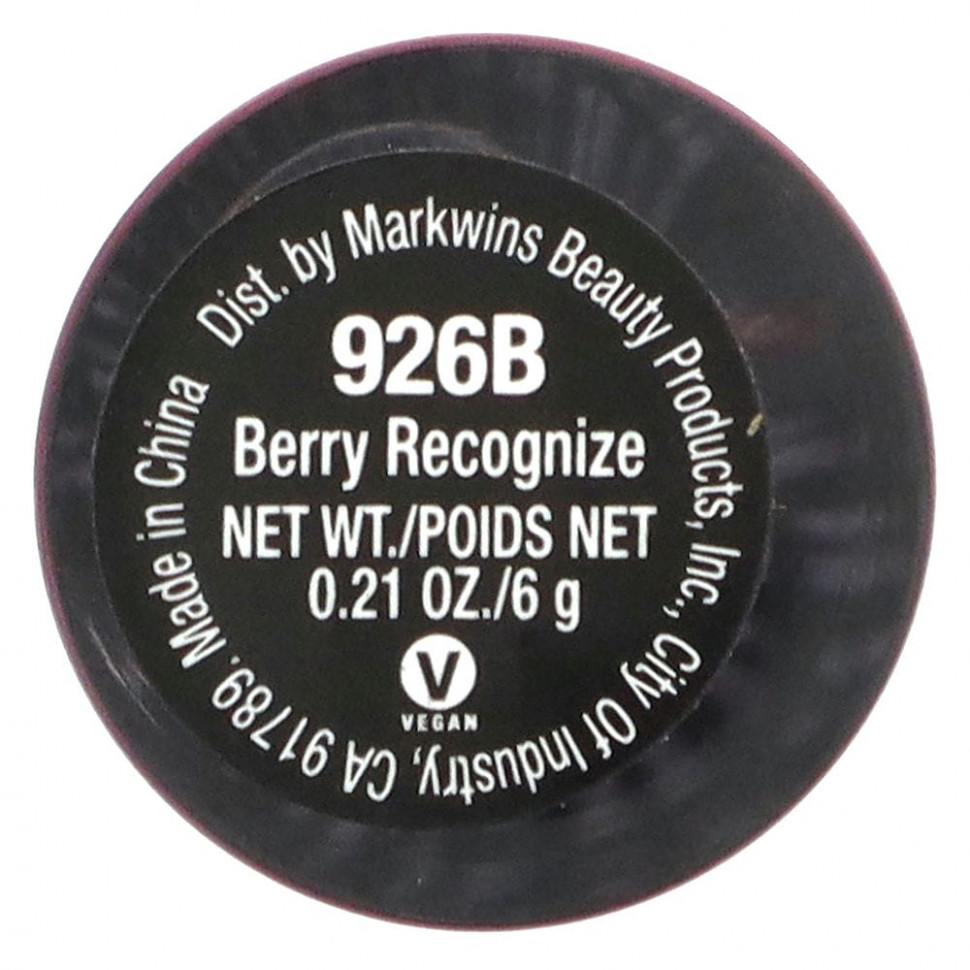 Dist. by Markwins Beauty Products, Inc., City Of Industry, CA 91789. Made in China
926B
Berry Recognize
NET WT./POIDS NET
0.21 OZ./6 g
V
VEGAN